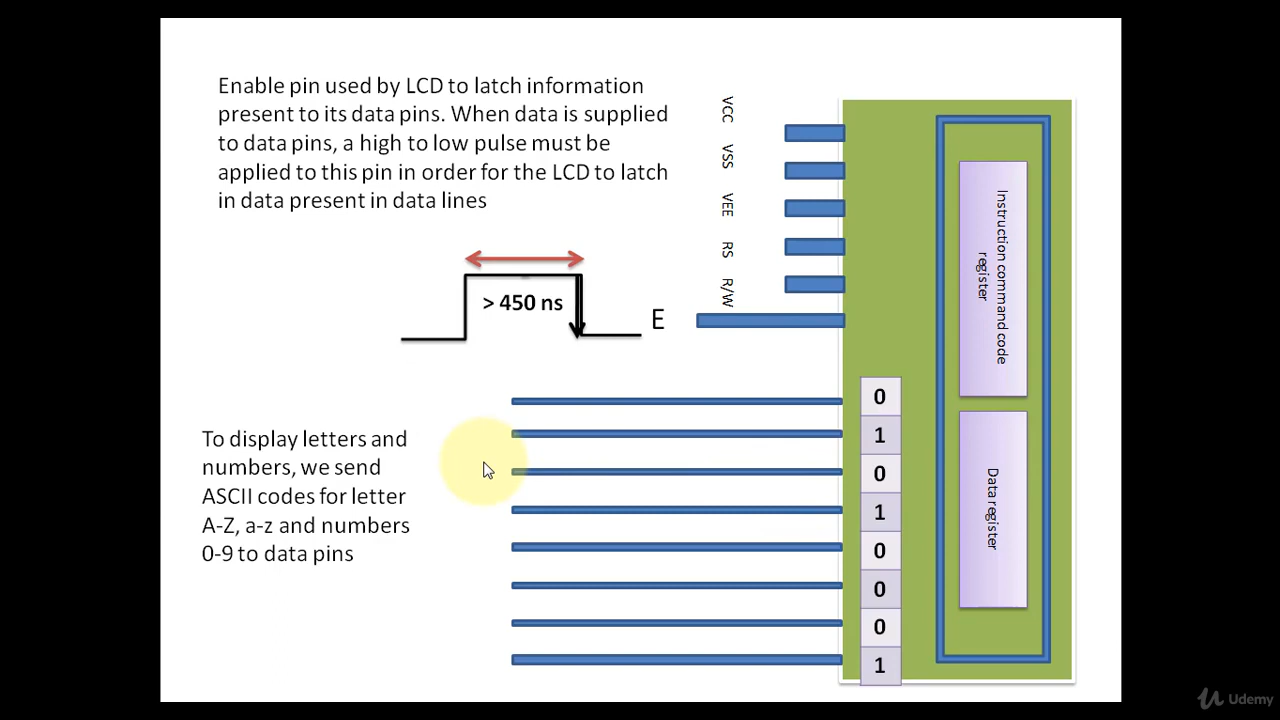 Enable pin used by LCD to latch information
present to its data pins. When data is supplied
to data pins, a high to low pulse must be
applied to this pin in order for the LCD to latch
in data present in data lines
VCC
VSS
VEE
RS
R/W
> 450 ns
E
Instruction command code
register
Data register
To display letters and
numbers, we send
ASCII codes for letter
A-Z, a-z and numbers
0-9 to data pins
0
1
0
1
0
0
0
1
Udemy